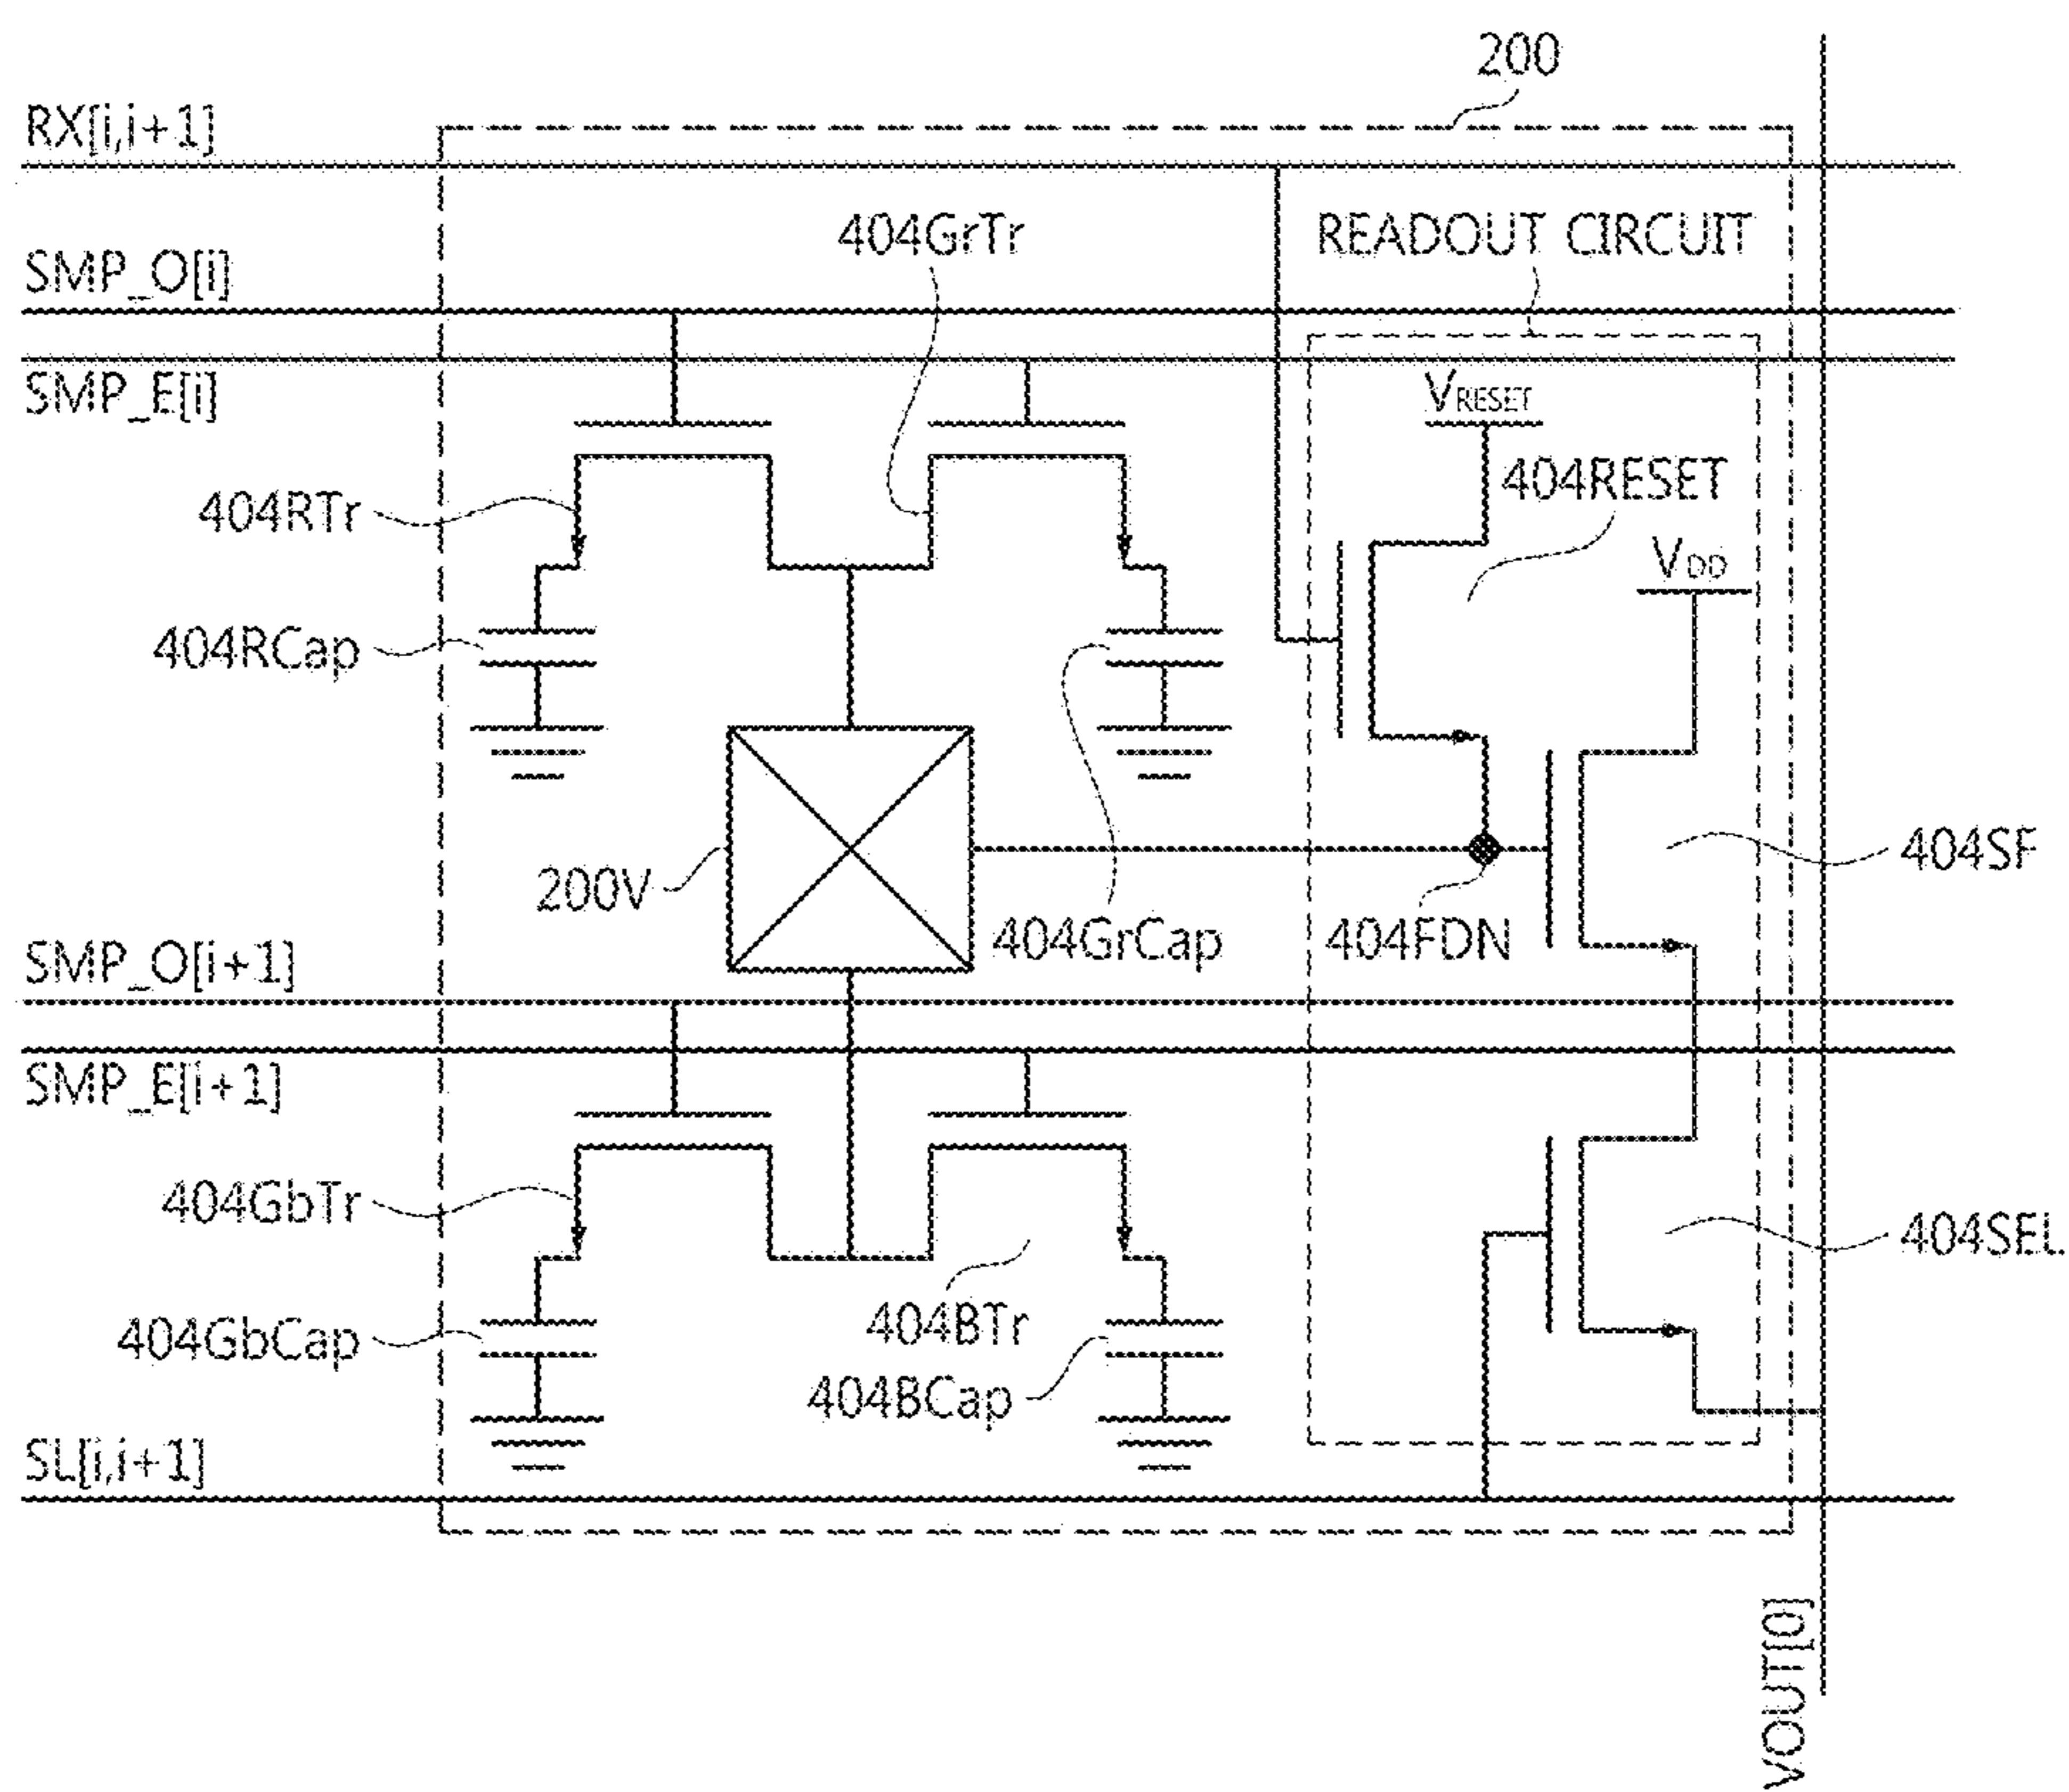 200
RX[i,i+1]
404GrTr
READOUT CIRCUIT
SMP_O[i]
SMP_E[i]
VRESET
404RESET
404RTr
VDD
404RCap
404SF
200V
404GrCap
404FDN
SMP_O[i+1]
SMP_E[i+1]
404GbTr
404SEL
404BTr
404GbCap
404BCap
SL[i,i+1]
VOUT[0]